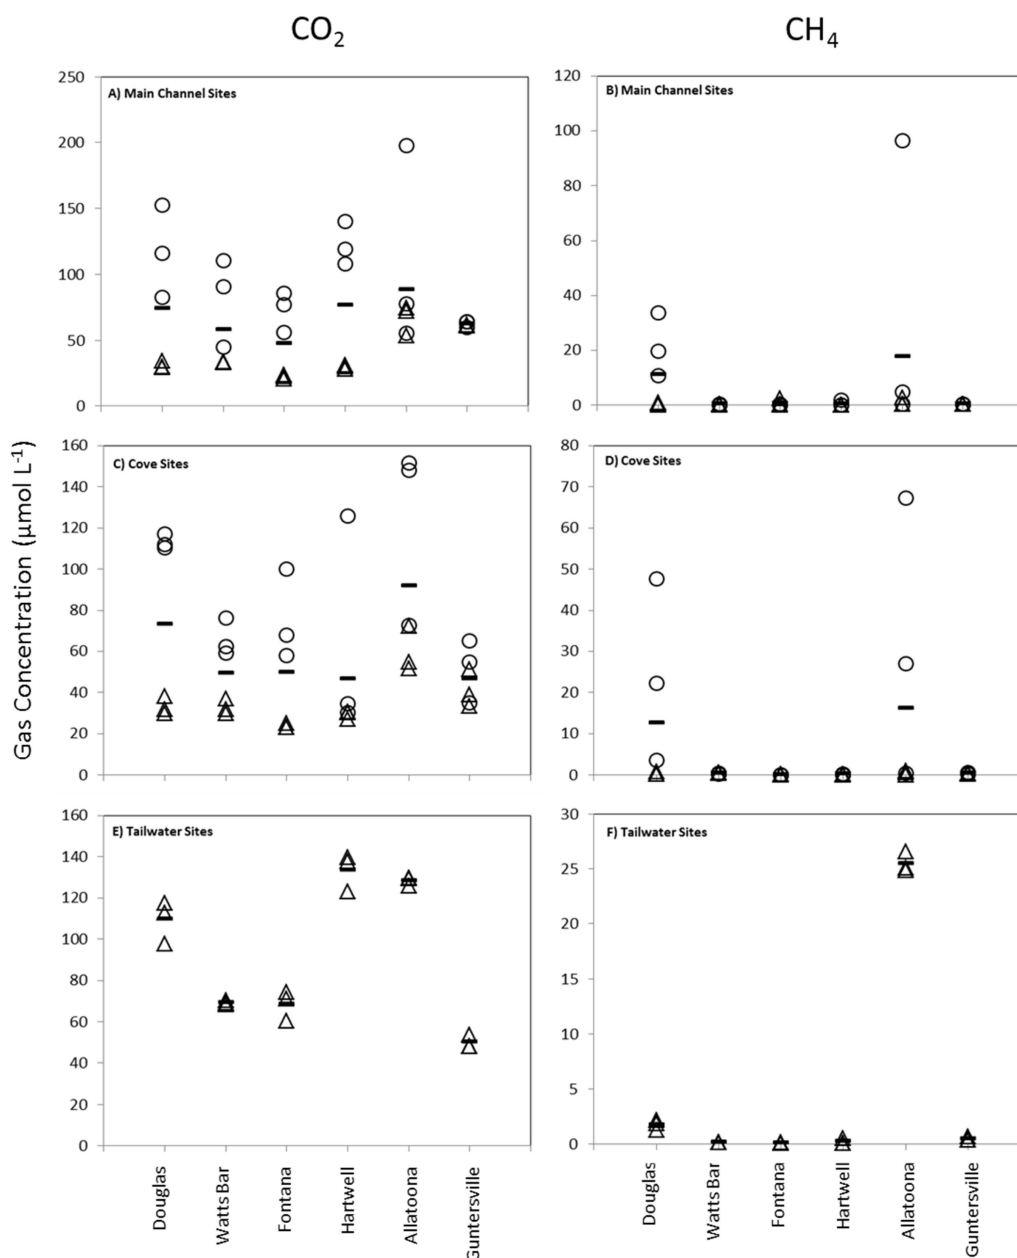 CO₂
CH₄
A) Main Channel Sites
250
200
150
100
50
0
B) Main Channel Sites
120
100
80
60
40
20
0
Gas Concentration (µmol L⁻¹)
C) Cove Sites
160
140
120
100
80
60
40
20
0
D) Cove Sites
80
70
60
50
40
30
20
10
0
E) Tailwater Sites
160
140
120
100
80
60
40
20
0
F) Tailwater Sites
30
25
20
15
10
5
0
Douglas
Watts Bar
Fontana
Hartwell
Allatoona
Guntersville
Douglas
Watts Bar
Fontana
Hartwell
Allatoona
Guntersville